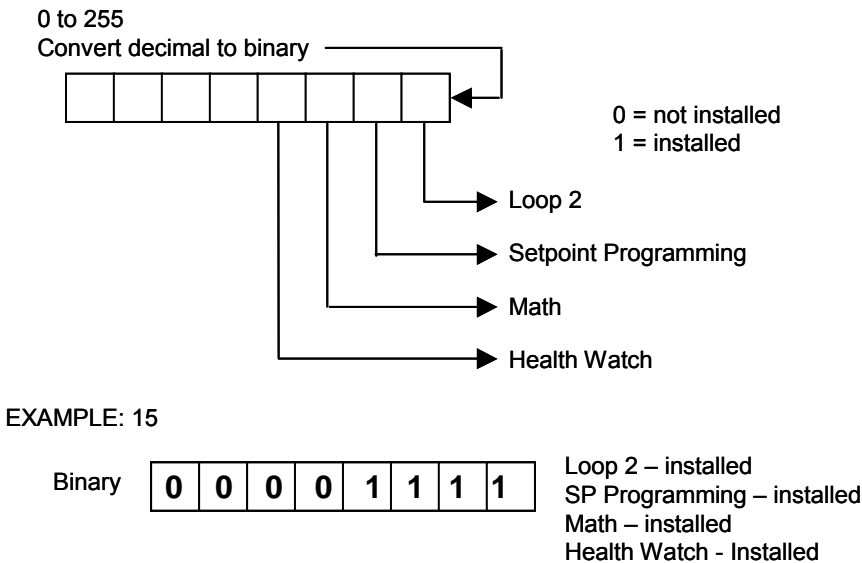 0 to 255
Convert decimal to binary
0 = not installed
1 = installed
Loop 2
Setpoint Programming
Math
Health Watch
EXAMPLE: 15
Binary 0 0 0 0 1 1 1 1
Loop 2 – installed
SP Programming – installed
Math – installed
Health Watch - Installed